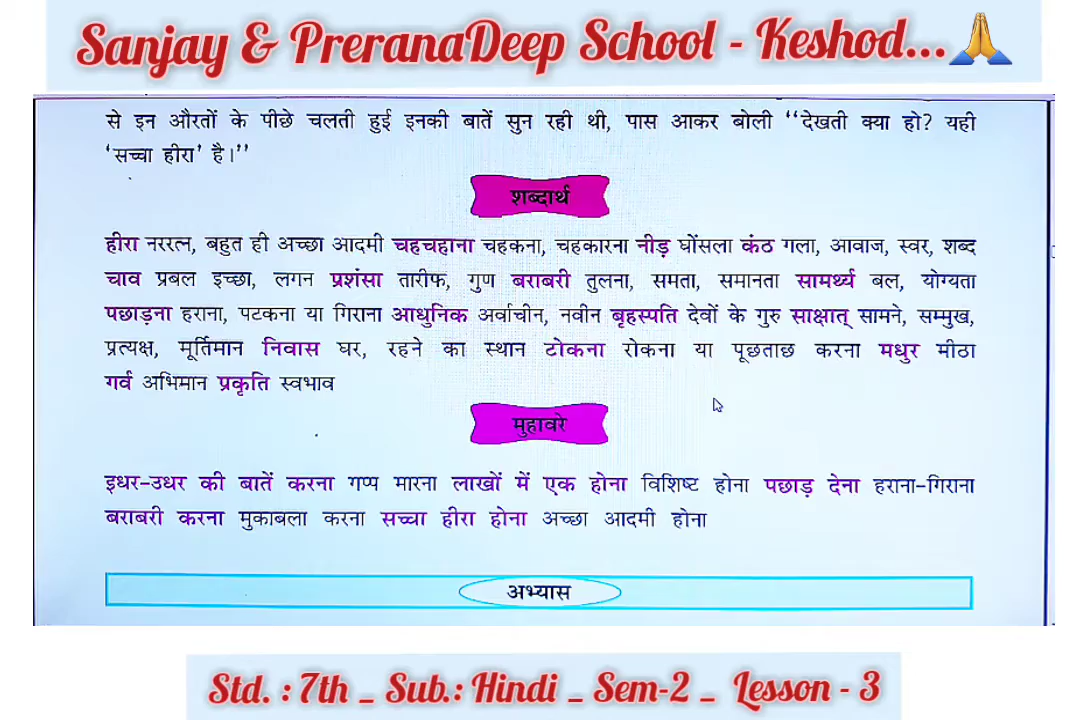 Sanjay & PreranaDeep School - Keshod...🙏
से इन औरतों के पीछे चलती हुई इनकी बातें सुन रही थी, पास आकर बोली ‘‘देखती क्या हो? यही
‘सच्चा हीरा’ है।’’
शब्दार्थ
हीरा नररत्न, बहुत ही अच्छा आदमी चहचहाना चहकना, चहकारना नीड़ घोंसला कंठ गला, आवाज, स्वर, शब्द
चाव प्रबल इच्छा, लगन प्रशंसा तारीफ, गुण बराबरी तुलना, समता, समानता सामर्थ्य बल, योग्यता
पछाड़ना हराना, पटकना या गिराना आधुनिक अर्वाचीन, नवीन बृहस्पति देवों के गुरु साक्षात् सामने, सम्मुख,
प्रत्यक्ष, मूर्तिमान निवास घर, रहने का स्थान टोकना रोकना या पूछताछ करना मधुर मीठा
गर्व अभिमान प्रकृति स्वभाव
मुहावरे
इधर-उधर की बातें करना गप्प मारना लाखों में एक होना विशिष्ट होना पछाड़ देना हराना-गिराना
बराबरी करना मुकाबला करना सच्चा हीरा होना अच्छा आदमी होना
अभ्यास
Std. : 7th _ Sub.: Hindi _ Sem-2 _ Lesson - 3